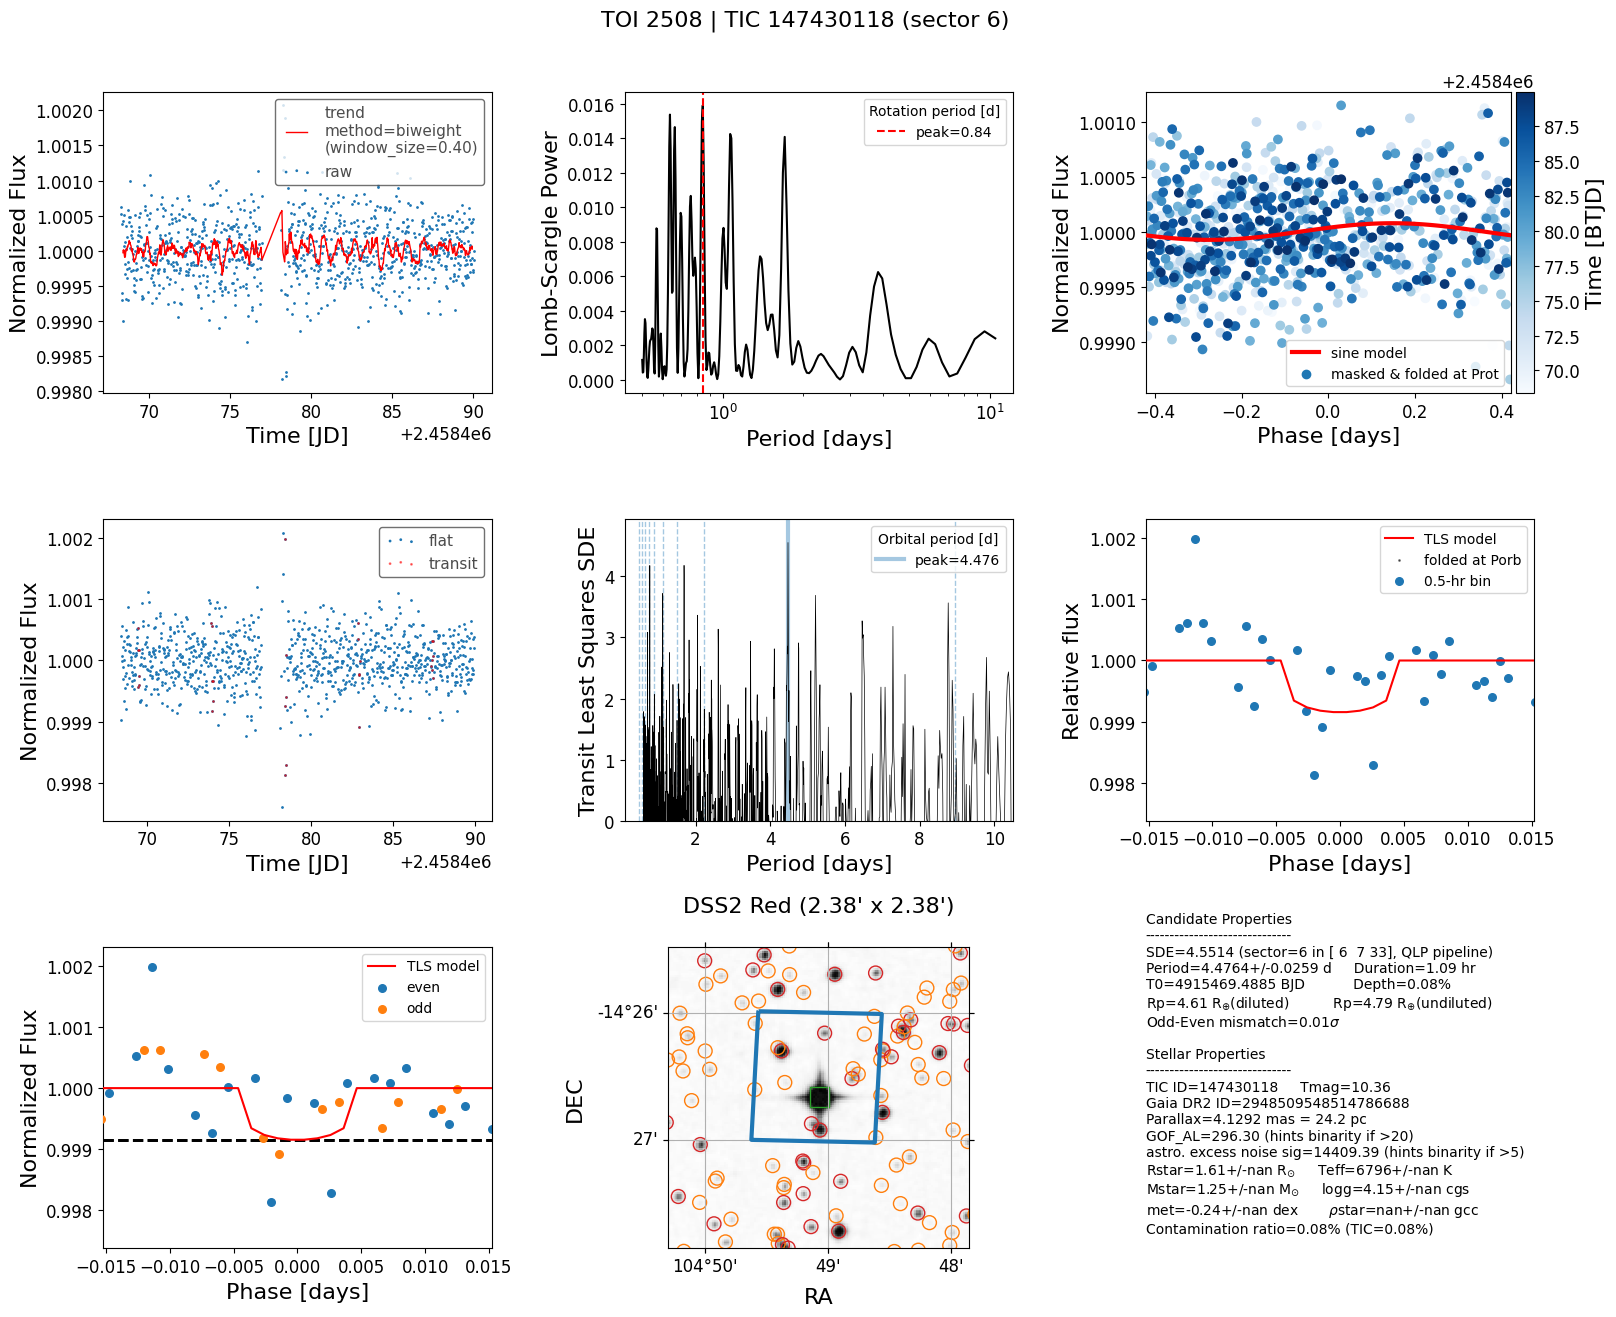 TOI 2508 | TIC 147430118 (sector 6)
Normalized Flux
1.0020
1.0015
1.0010
1.0005
1.0000
0.9995
0.9990
0.9985
0.9980
trend
method=biweight
(window_size=0.40)
raw
70 75 80 85 90
Time [JD]
+2.4584e6
Lomb-Scargle Power
0.016
0.014
0.012
0.010
0.008
0.006
0.004
0.002
0.000
Rotation period [d]
peak=0.84
10⁰ 10¹
Period [days]
+2.4584e6
Normalized Flux
1.0010
1.0005
1.0000
0.9995
0.9990
sine model
masked & folded at Prot
−0.4 −0.2 0.0 0.2 0.4
Phase [days]
87.5
85.0
82.5
80.0
77.5
75.0
72.5
70.0
Time [BTJD]
Normalized Flux
1.002
1.001
1.000
0.999
0.998
flat
transit
70 75 80 85 90
Time [JD]
+2.4584e6
Transit Least Squares SDE
4
3
2
1
0
Orbital period [d]
peak=4.476
2 4 6 8 10
Period [days]
Relative flux
1.002
1.001
1.000
0.999
0.998
TLS model
folded at Porb
0.5-hr bin
−0.015 −0.010 −0.005 0.000 0.005 0.010 0.015
Phase [days]
Normalized Flux
1.002
1.001
1.000
0.999
0.998
TLS model
even
odd
−0.015 −0.010 −0.005 0.000 0.005 0.010 0.015
Phase [days]
DSS2 Red (2.38' x 2.38')
DEC
-14°26'
27'
104°50' 49' 48'
RA
Candidate Properties
------------------------------
SDE=4.5514 (sector=6 in [ 6 7 33], QLP pipeline)
Period=4.4764+/-0.0259 d Duration=1.09 hr
T0=4915469.4885 BJD Depth=0.08%
Rp=4.61 R⊕(diluted) Rp=4.79 R⊕(undiluted)
Odd-Even mismatch=0.01σ
Stellar Properties
------------------------------
TIC ID=147430118 Tmag=10.36
Gaia DR2 ID=2948509548514786688
Parallax=4.1292 mas = 24.2 pc
GOF_AL=296.30 (hints binarity if >20)
astro. excess noise sig=14409.39 (hints binarity if >5)
Rstar=1.61+/-nan R☉ Teff=6796+/-nan K
Mstar=1.25+/-nan M☉ logg=4.15+/-nan cgs
met=-0.24+/-nan dex ρstar=nan+/-nan gcc
Contamination ratio=0.08% (TIC=0.08%)